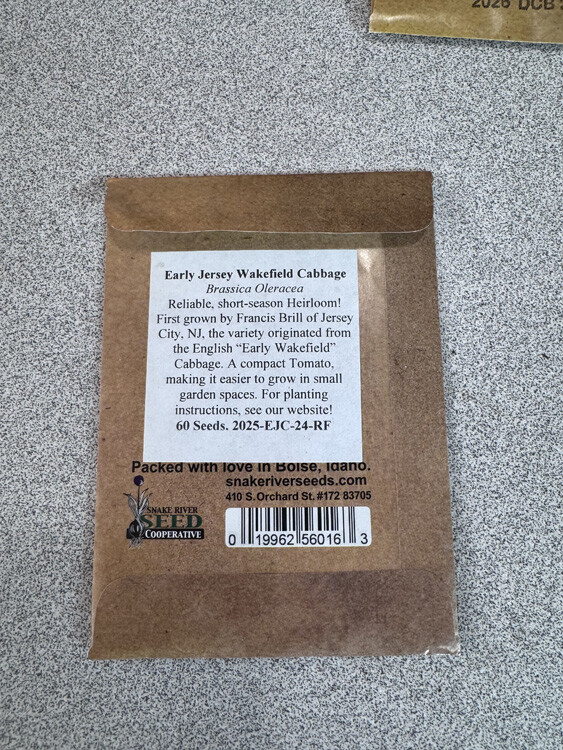 2026 DCB
Early Jersey Wakefield Cabbage
Brassica Oleracea
Reliable, short-season Heirloom!
First grown by Francis Brill of Jersey
City, NJ, the variety originated from
the English “Early Wakefield”
Cabbage. A compact Tomato,
making it easier to grow in small
garden spaces. For planting
instructions, see our website!
60 Seeds. 2025-EJC-24-RF
Packed with love in Boise, Idaho.
snakeriverseeds.com
410 S. Orchard St. #172 83705
SNAKE RIVER
SEED
COOPERATIVE
0 19962 56016 3